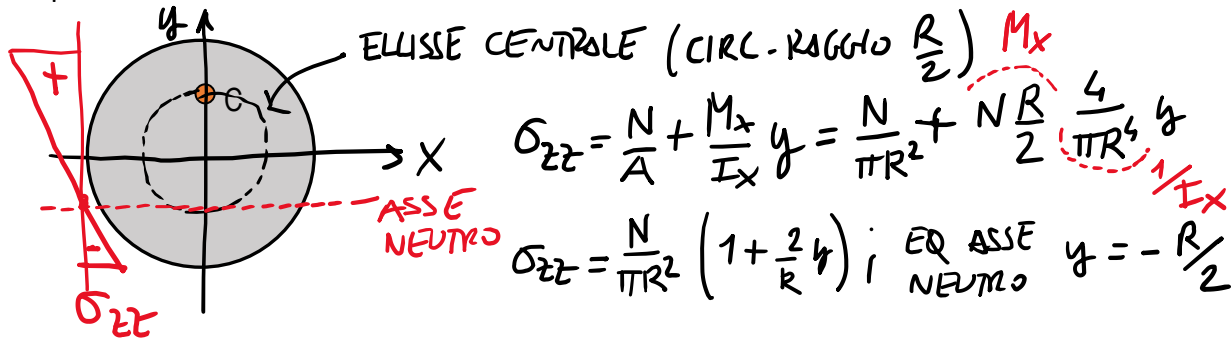 y
ELLISSE CENTRALE (CIRC. RAGGIO R/2)
Mx
+
C
σzz = N/A + Mx/Ix y = N/πR² + N R/2 4/πR⁴ y
X
1/Ix
ASSE NEUTRO
σzz = N/πR² (1 + 2/R y) ; EQ ASSE NEUTRO y = - R/2
-
σzz